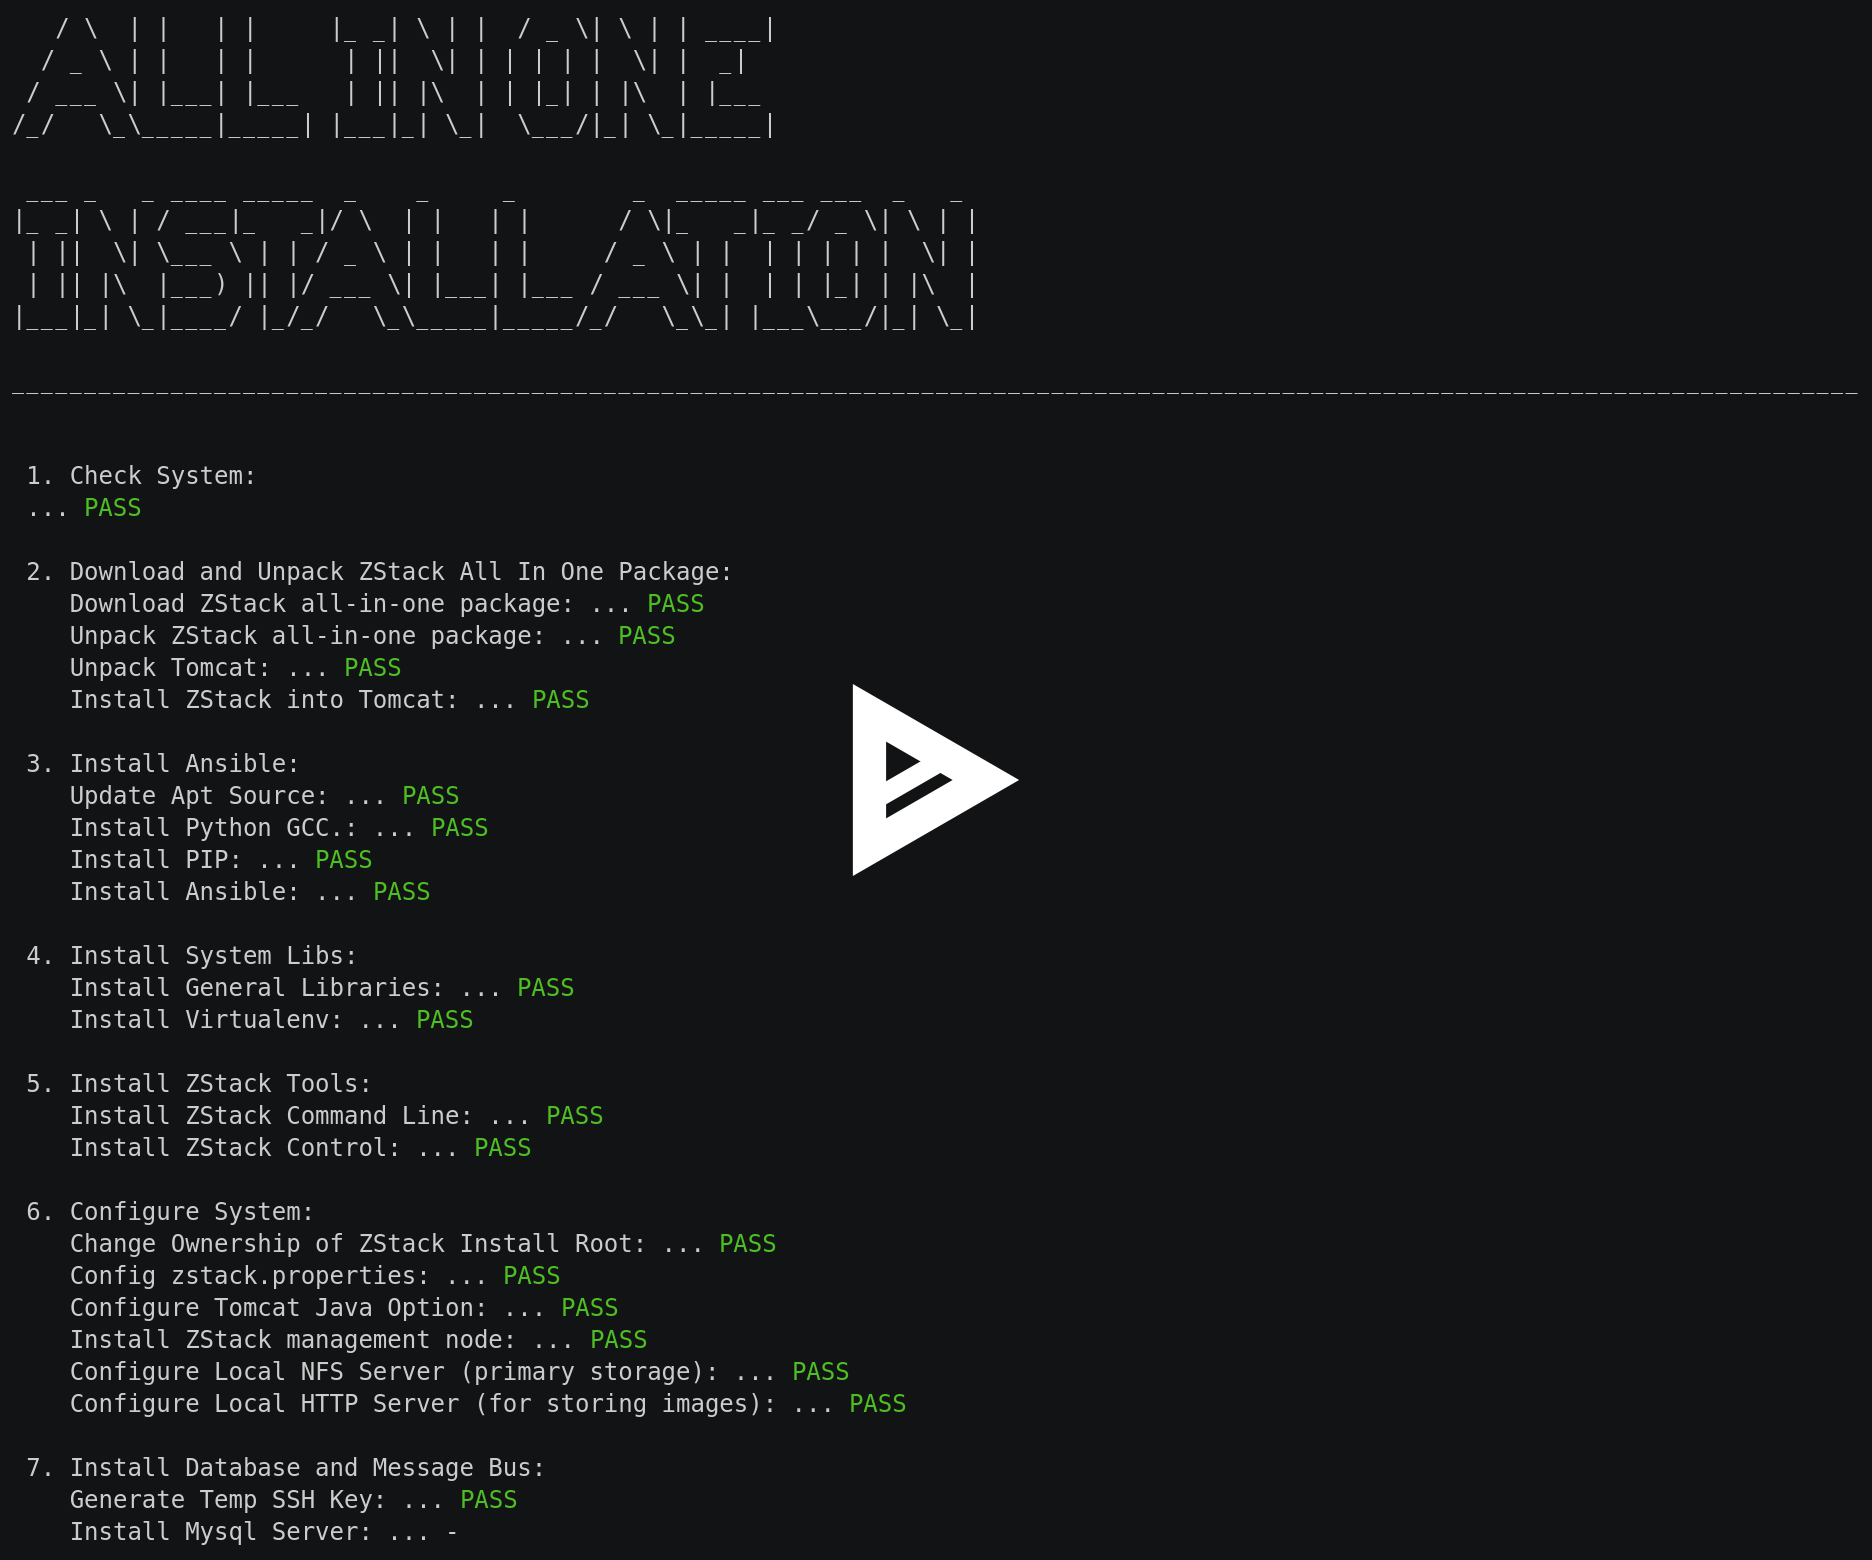 ALL IN ONE
INSTALLATION
1. Check System:
... PASS
2. Download and Unpack ZStack All In One Package:
Download ZStack all-in-one package: ... PASS
Unpack ZStack all-in-one package: ... PASS
Unpack Tomcat: ... PASS
Install ZStack into Tomcat: ... PASS
3. Install Ansible:
Update Apt Source: ... PASS
Install Python GCC.: ... PASS
Install PIP: ... PASS
Install Ansible: ... PASS
4. Install System Libs:
Install General Libraries: ... PASS
Install Virtualenv: ... PASS
5. Install ZStack Tools:
Install ZStack Command Line: ... PASS
Install ZStack Control: ... PASS
6. Configure System:
Change Ownership of ZStack Install Root: ... PASS
Config zstack.properties: ... PASS
Configure Tomcat Java Option: ... PASS
Install ZStack management node: ... PASS
Configure Local NFS Server (primary storage): ... PASS
Configure Local HTTP Server (for storing images): ... PASS
7. Install Database and Message Bus:
Generate Temp SSH Key: ... PASS
Install Mysql Server: ... -